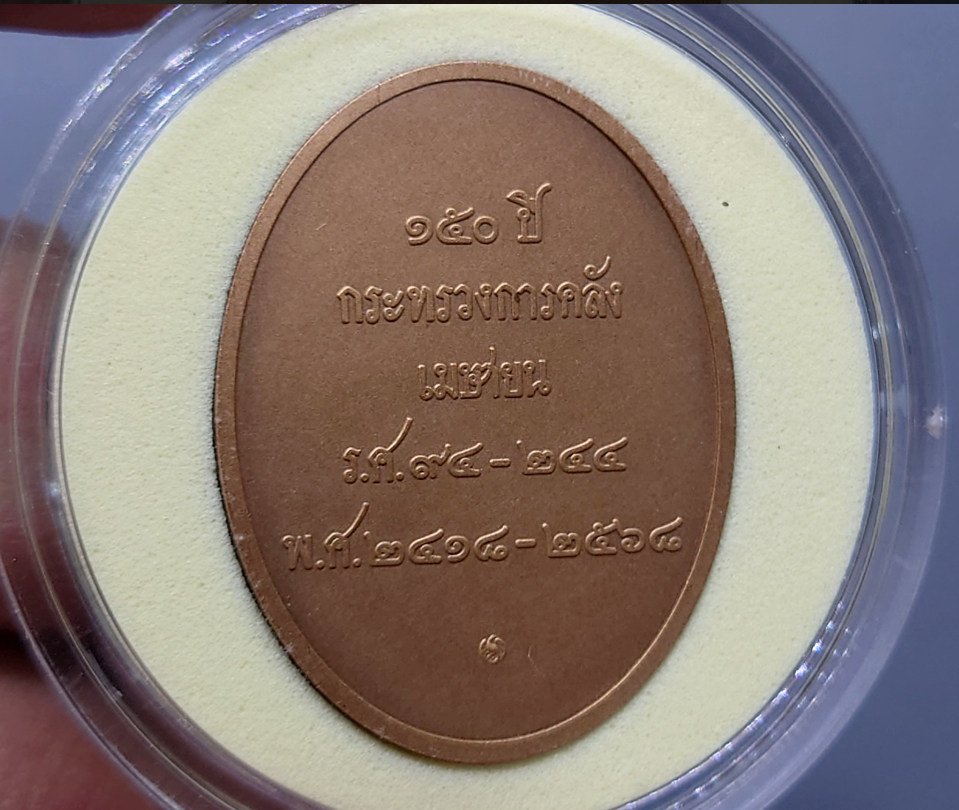 ๑๕๐ ปี
กระทรวงการคลัง
เมษายน
ร.ศ. ๙๔ - ๒๔๔
พ.ศ. ๒๔๑๘ - ๒๕๖๘